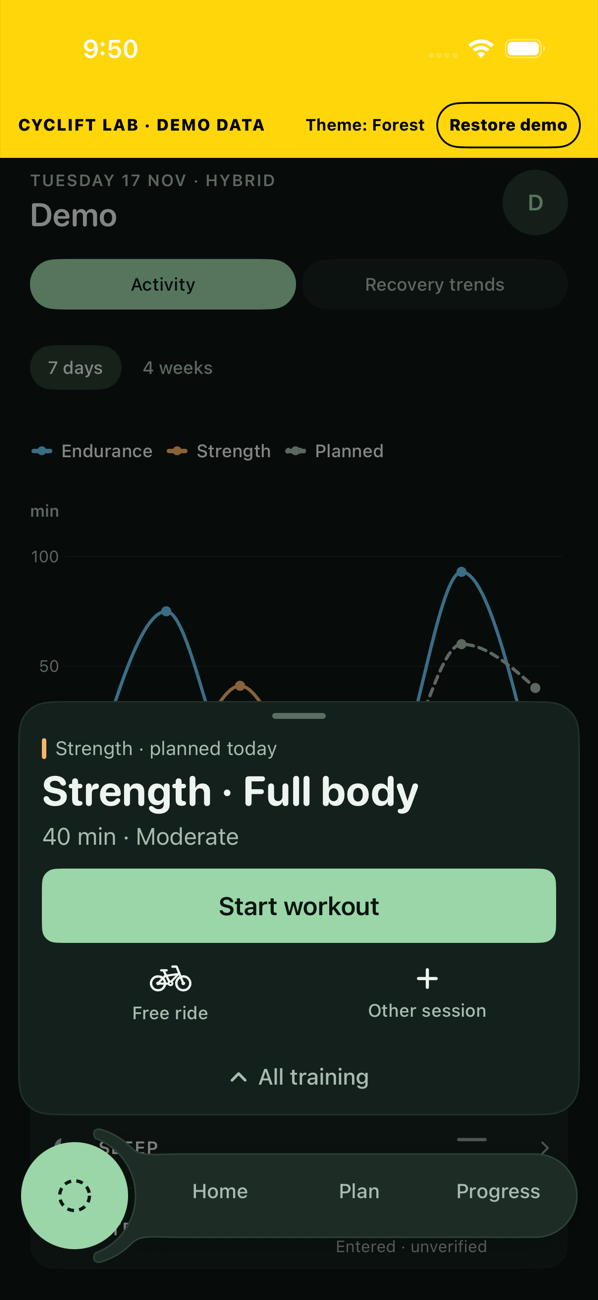 9:50
CYCLIFT LAB · DEMO DATA Theme: Forest Restore demo
TUESDAY 17 NOV · HYBRID
Demo
D
Activity Recovery trends
7 days 4 weeks
Endurance Strength Planned
min
100
50
Strength · planned today
Strength · Full body
40 min · Moderate
Start workout
Free ride Other session
All training
Home Plan Progress
Entered · unverified